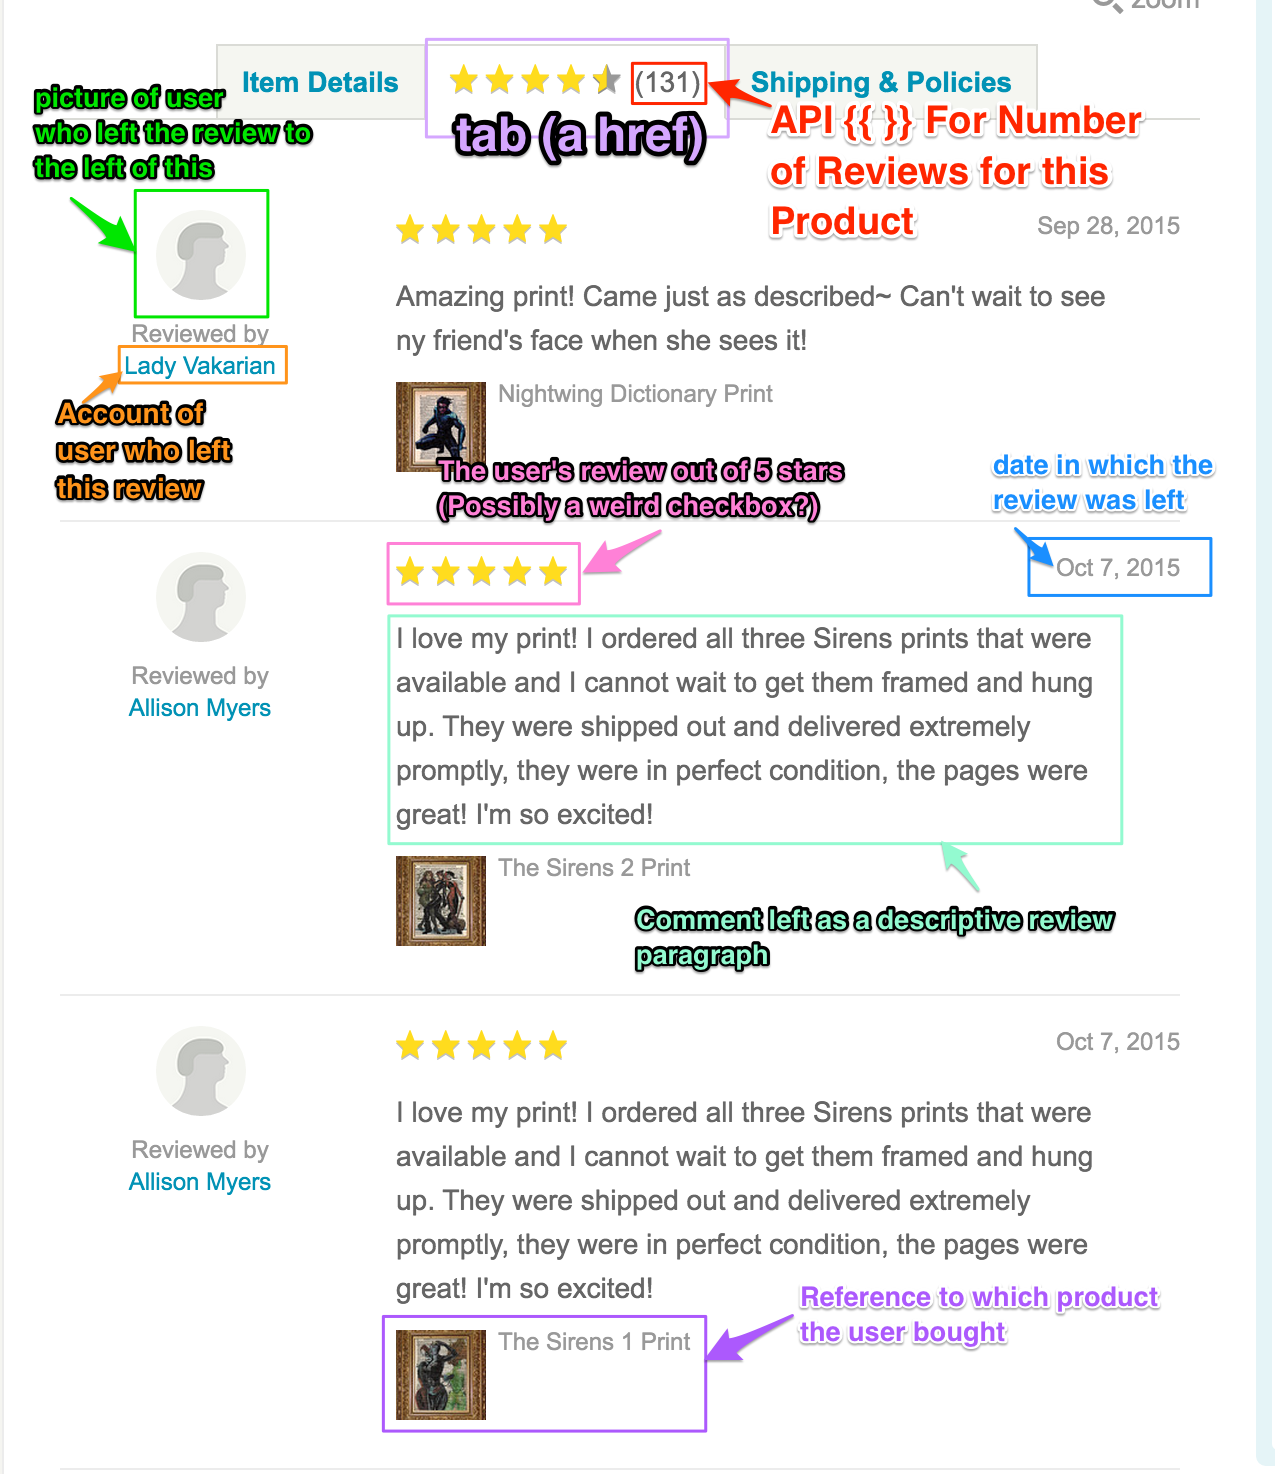 zoom
Item Details
(131)
Shipping & Policies
tab (a href)
API {{ }} For Number
of Reviews for this
Product
picture of user
who left the review to
the left of this
Sep 28, 2015
Amazing print! Came just as described~ Can't wait to see
ny friend's face when she sees it!
Reviewed by
Lady Vakarian
Nightwing Dictionary Print
Account of
user who left
this review
The user's review out of 5 stars
(Possibly a weird checkbox?)
date in which the
review was left
Oct 7, 2015
I love my print! I ordered all three Sirens prints that were
available and I cannot wait to get them framed and hung
up. They were shipped out and delivered extremely
promptly, they were in perfect condition, the pages were
great! I'm so excited!
Reviewed by
Allison Myers
The Sirens 2 Print
Comment left as a descriptive review
paragraph
Oct 7, 2015
I love my print! I ordered all three Sirens prints that were
available and I cannot wait to get them framed and hung
up. They were shipped out and delivered extremely
promptly, they were in perfect condition, the pages were
great! I'm so excited!
Reviewed by
Allison Myers
The Sirens 1 Print
Reference to which product
the user bought